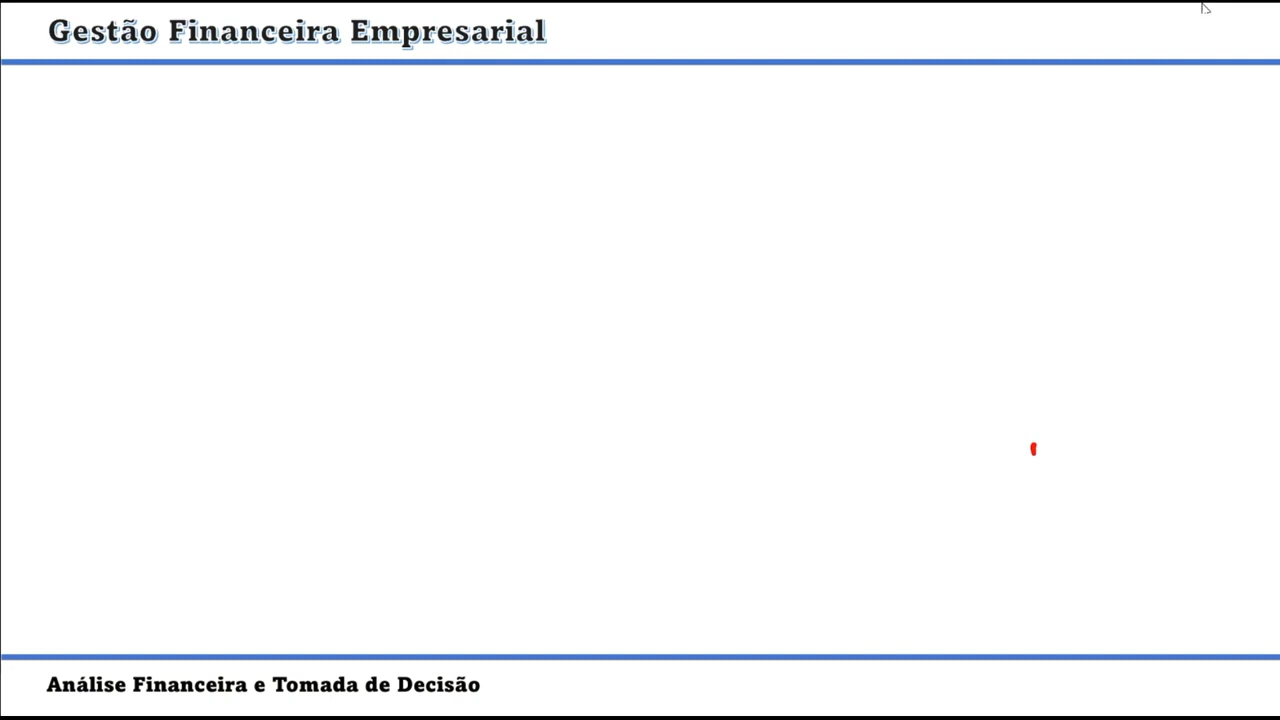 Gestão Financeira Empresarial
Análise Financeira e Tomada de Decisão